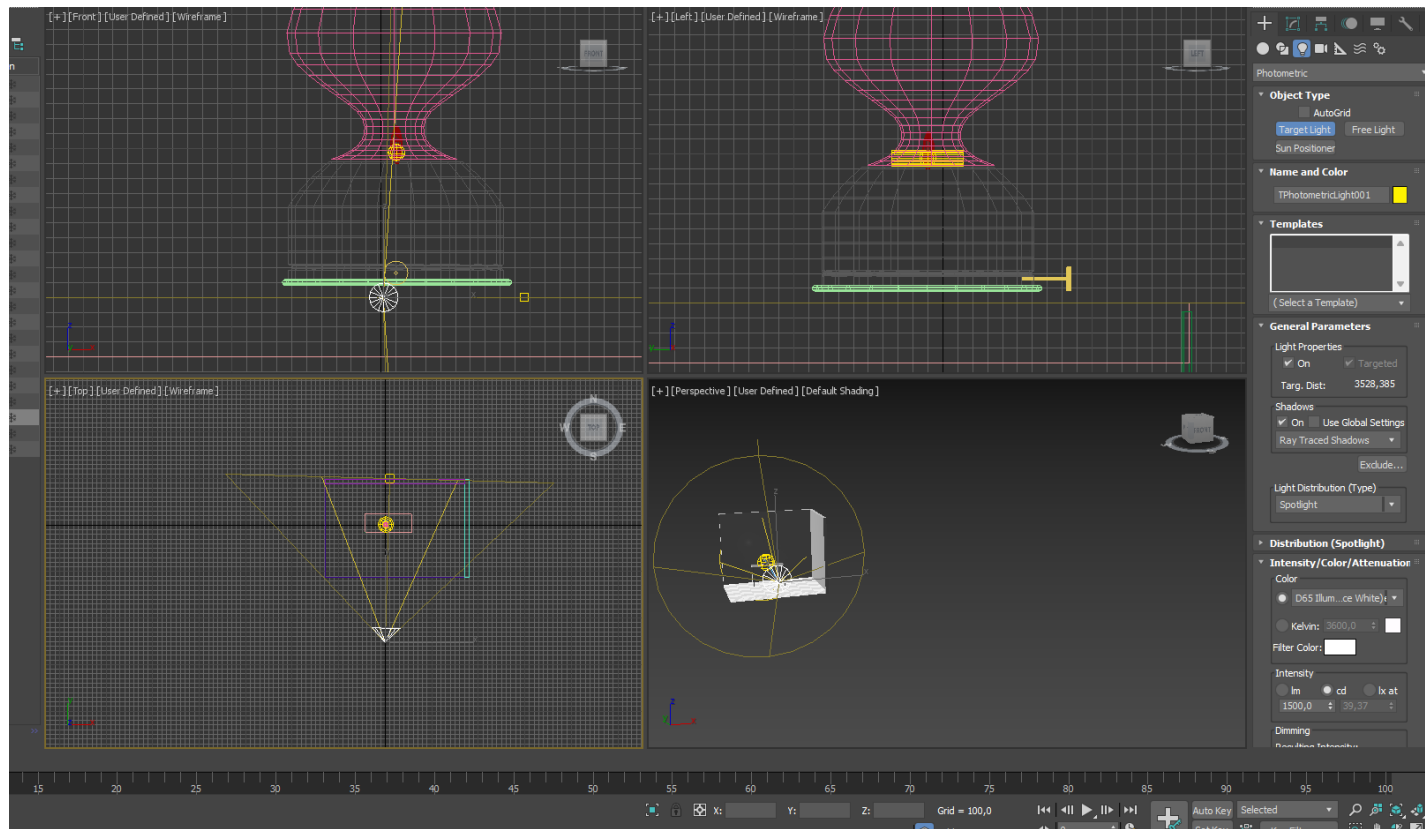 [+] [Front] [User Defined] [Wireframe]
FRONT
[+] [Left] [User Defined] [Wireframe]
LEFT
n
z
x
z
y
[+] [Top] [User Defined] [Wireframe]
N
W
TOP
E
S
[+] [Perspective] [User Defined] [Default Shading]
FRONT
z
x
Photometric
Object Type
AutoGrid
Target Light
Free Light
Sun Positioner
Name and Color
TPhotometricLight001
Templates
(Select a Template)
General Parameters
Light Properties
On
Targeted
Targ. Dist: 3528,385
Shadows
On
Use Global Settings
Ray Traced Shadows
Exclude...
Light Distribution (Type)
Spotlight
Distribution (Spotlight)
Intensity/Color/Attenuation
Color
D65 Illum...ce White)
Kelvin: 3600,0
Filter Color:
Intensity
lm cd lx at
1500,0 39,37
Dimming
Resulting Intensity:
15 20 25 30 35 40 45 50 55 60 65 70 75 80 85 90 95 100
X: Y: Z: Grid = 100,0
Auto Key Selected